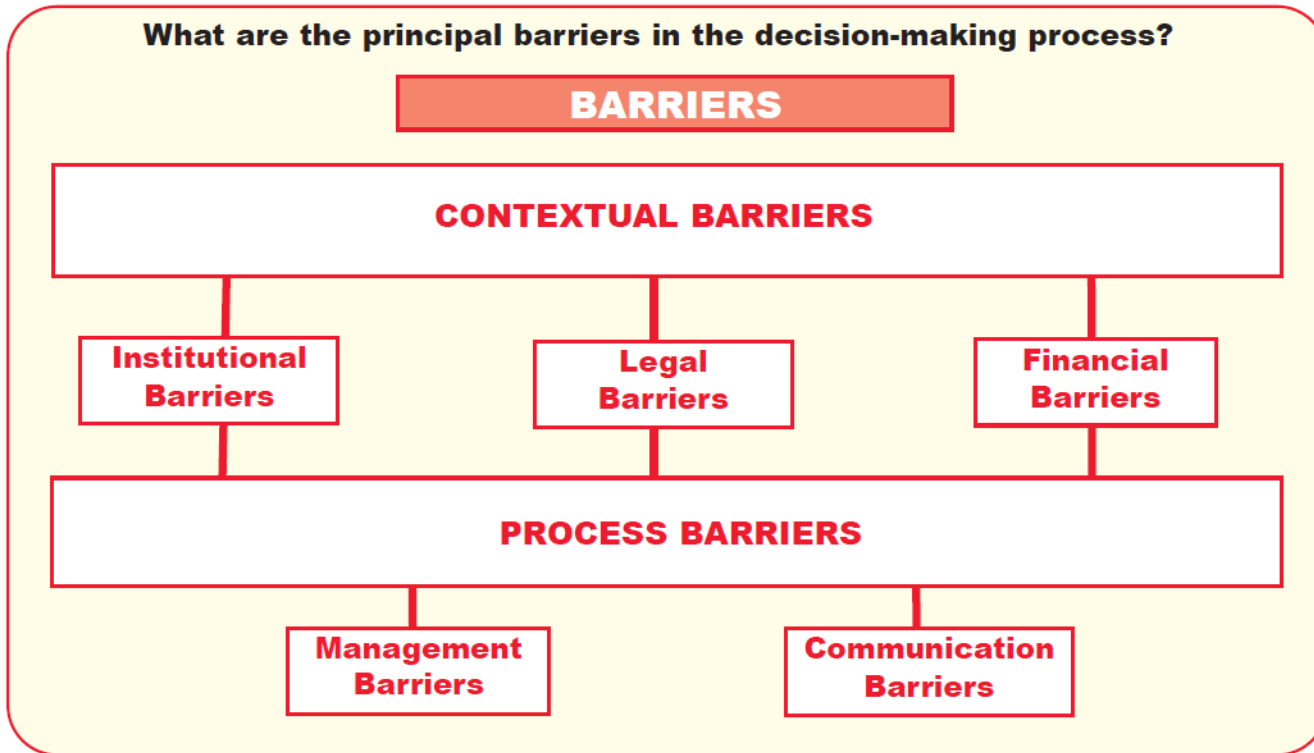 What are the principal barriers in the decision-making process?
BARRIERS
CONTEXTUAL BARRIERS
Institutional
Barriers
Legal
Barriers
Financial
Barriers
PROCESS BARRIERS
Management
Barriers
Communication
Barriers